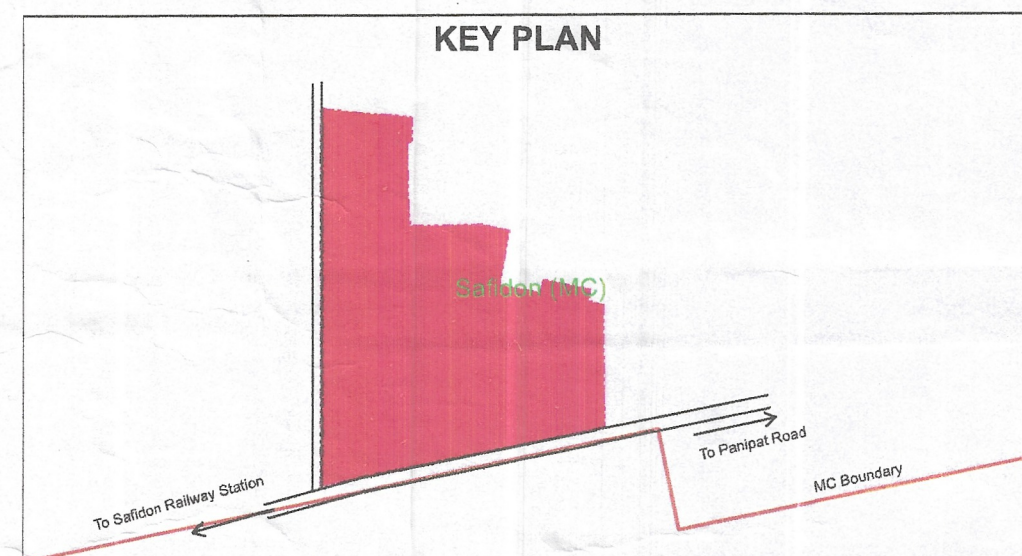 KEY PLAN
Safidon (MC)
To Panipat Road
MC Boundary
To Safidon Railway Station